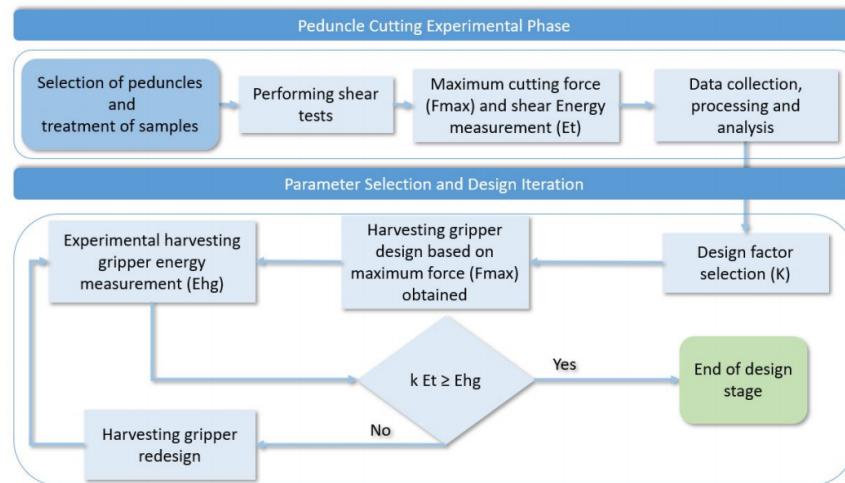 Peduncle Cutting Experimental Phase
Selection of peduncles
and
treatment of samples
Performing shear
tests
Maximum cutting force
(Fmax) and shear Energy
measurement (Et)
Data collection,
processing and
analysis
Parameter Selection and Design Iteration
Experimental harvesting
gripper energy
measurement (Ehg)
Harvesting gripper
design based on
maximum force (Fmax)
obtained
Design factor
selection (K)
k Et ≥ Ehg
Yes
End of design
stage
No
Harvesting gripper
redesign